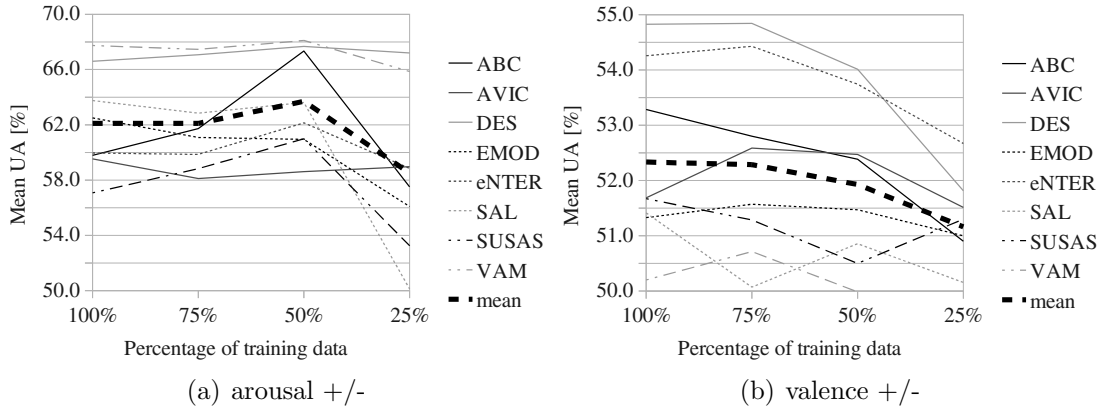 70.0
66.0
62.0
58.0
54.0
50.0
Mean UA [%]
100%
75%
50%
25%
Percentage of training data
ABC
AVIC
DES
EMOD
eNTER
SAL
SUSAS
VAM
mean
(a) arousal +/-
55.0
54.0
53.0
52.0
51.0
50.0
Mean UA [%]
100%
75%
50%
25%
Percentage of training data
ABC
AVIC
DES
EMOD
eNTER
SAL
SUSAS
VAM
mean
(b) valence +/-